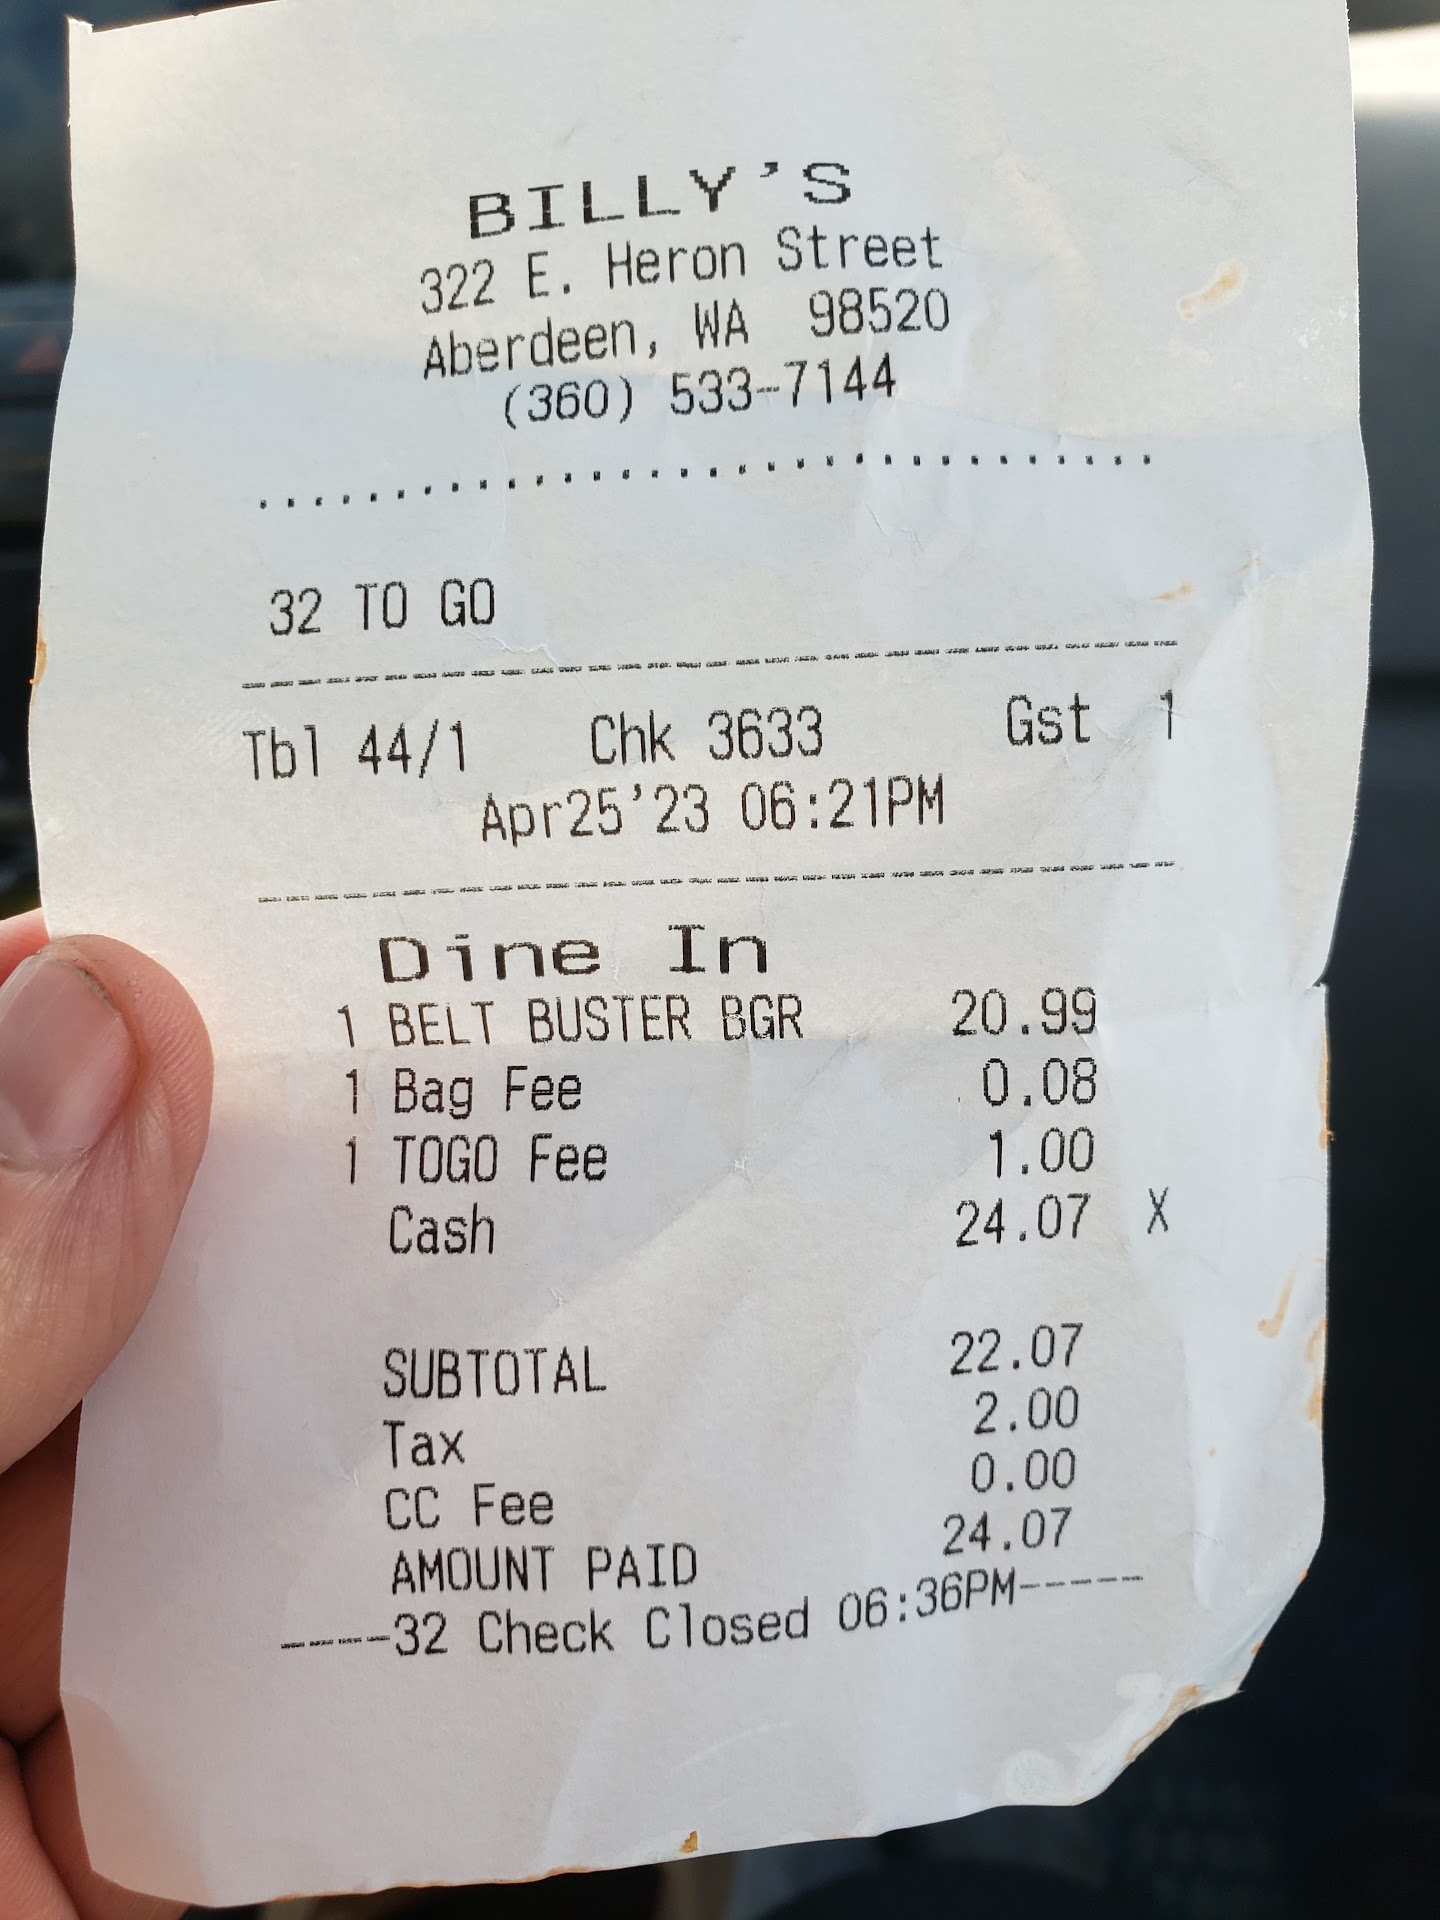 BILLY'S
322 E. Heron Street
Aberdeen, WA  98520
(360) 533-7144
.................................
32 TO GO
Tbl 44/1    Chk 3633    Gst  1
Apr25'23 06:21PM
Dine In
1 BELT BUSTER BGR    20.99
1 Bag Fee    0.08
1 TOGO Fee    1.00
Cash    24.07  X
SUBTOTAL    22.07
Tax    2.00
CC Fee    0.00
AMOUNT PAID    24.07
----32 Check Closed 06:36PM-----